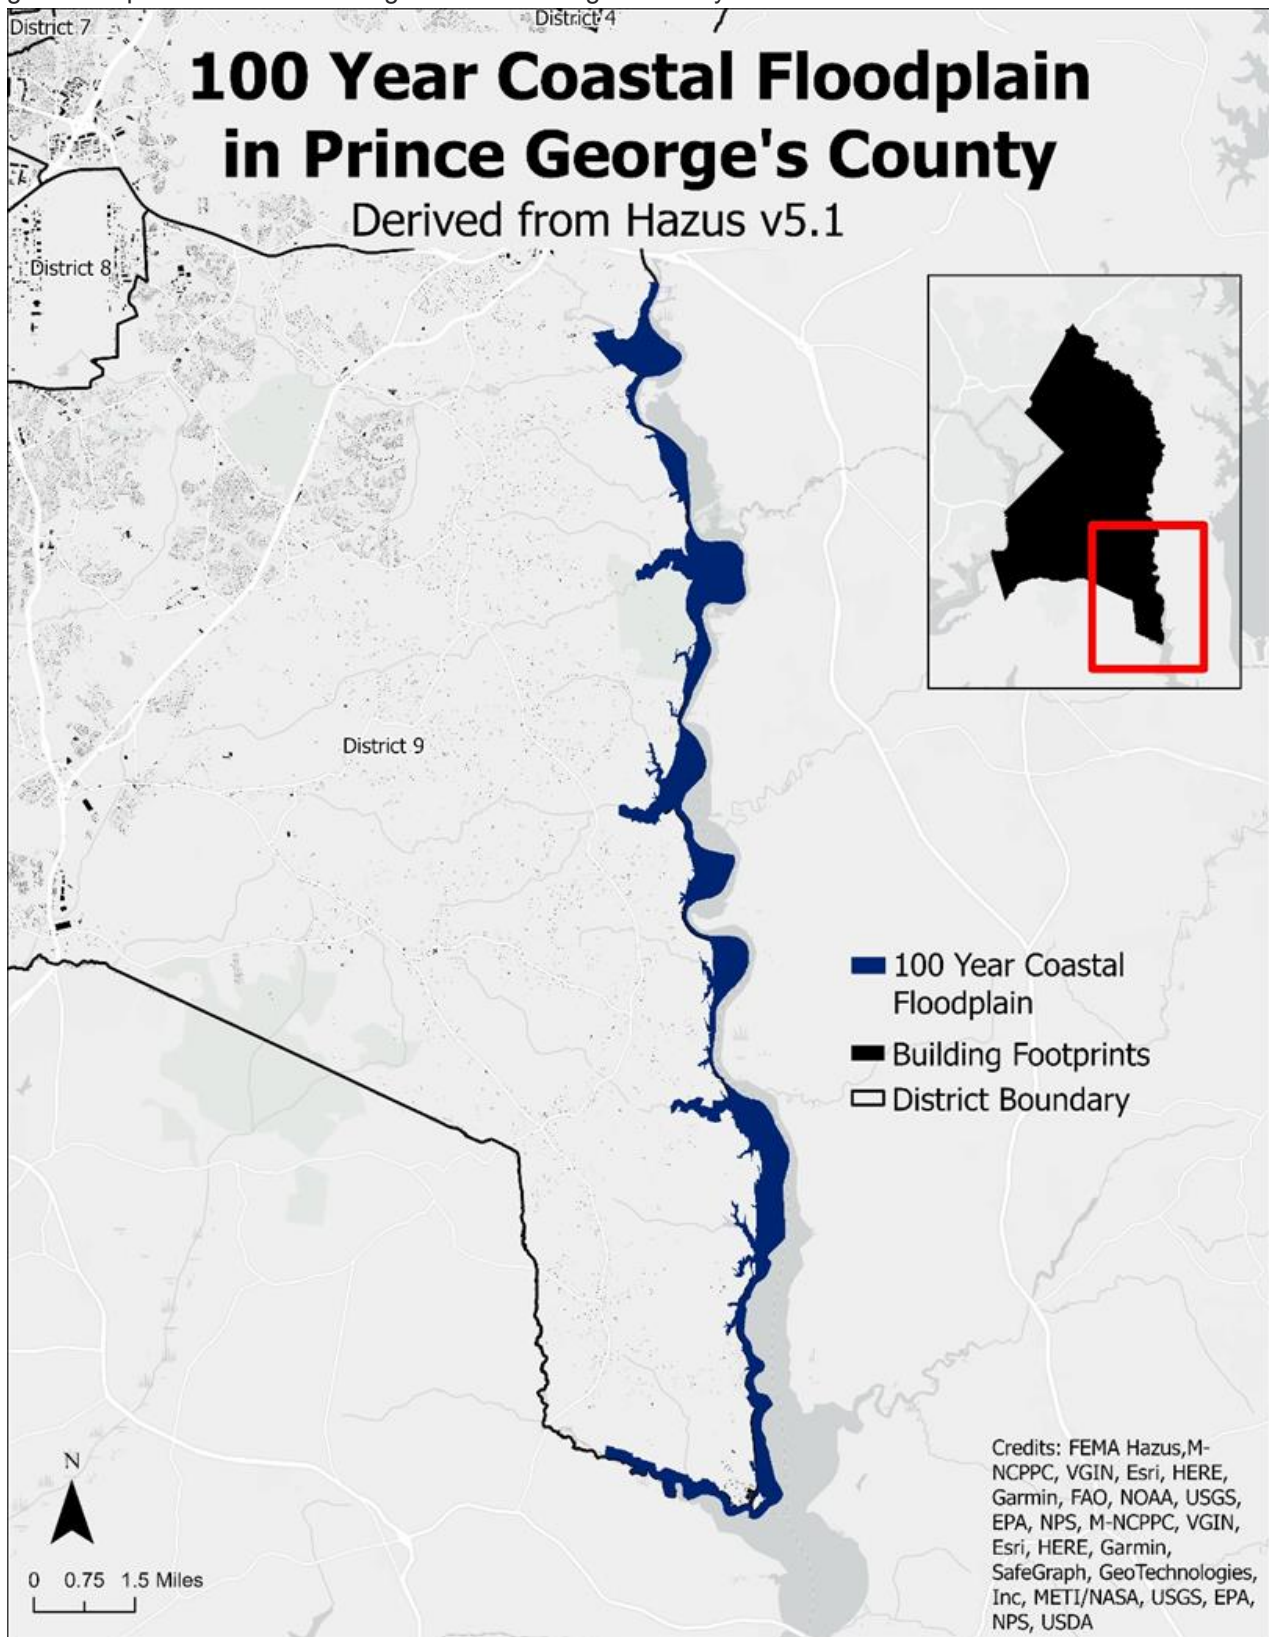 District 7
District 4
100 Year Coastal Floodplain
in Prince George's County
Derived from Hazus v5.1
District 8
District 9
100 Year Coastal
Floodplain
Building Footprints
District Boundary
N
0 0.75 1.5 Miles
Credits: FEMA Hazus,M-
NCPPC, VGIN, Esri, HERE,
Garmin, FAO, NOAA, USGS,
EPA, NPS, M-NCPPC, VGIN,
Esri, HERE, Garmin,
SafeGraph, GeoTechnologies,
Inc, METI/NASA, USGS, EPA,
NPS, USDA